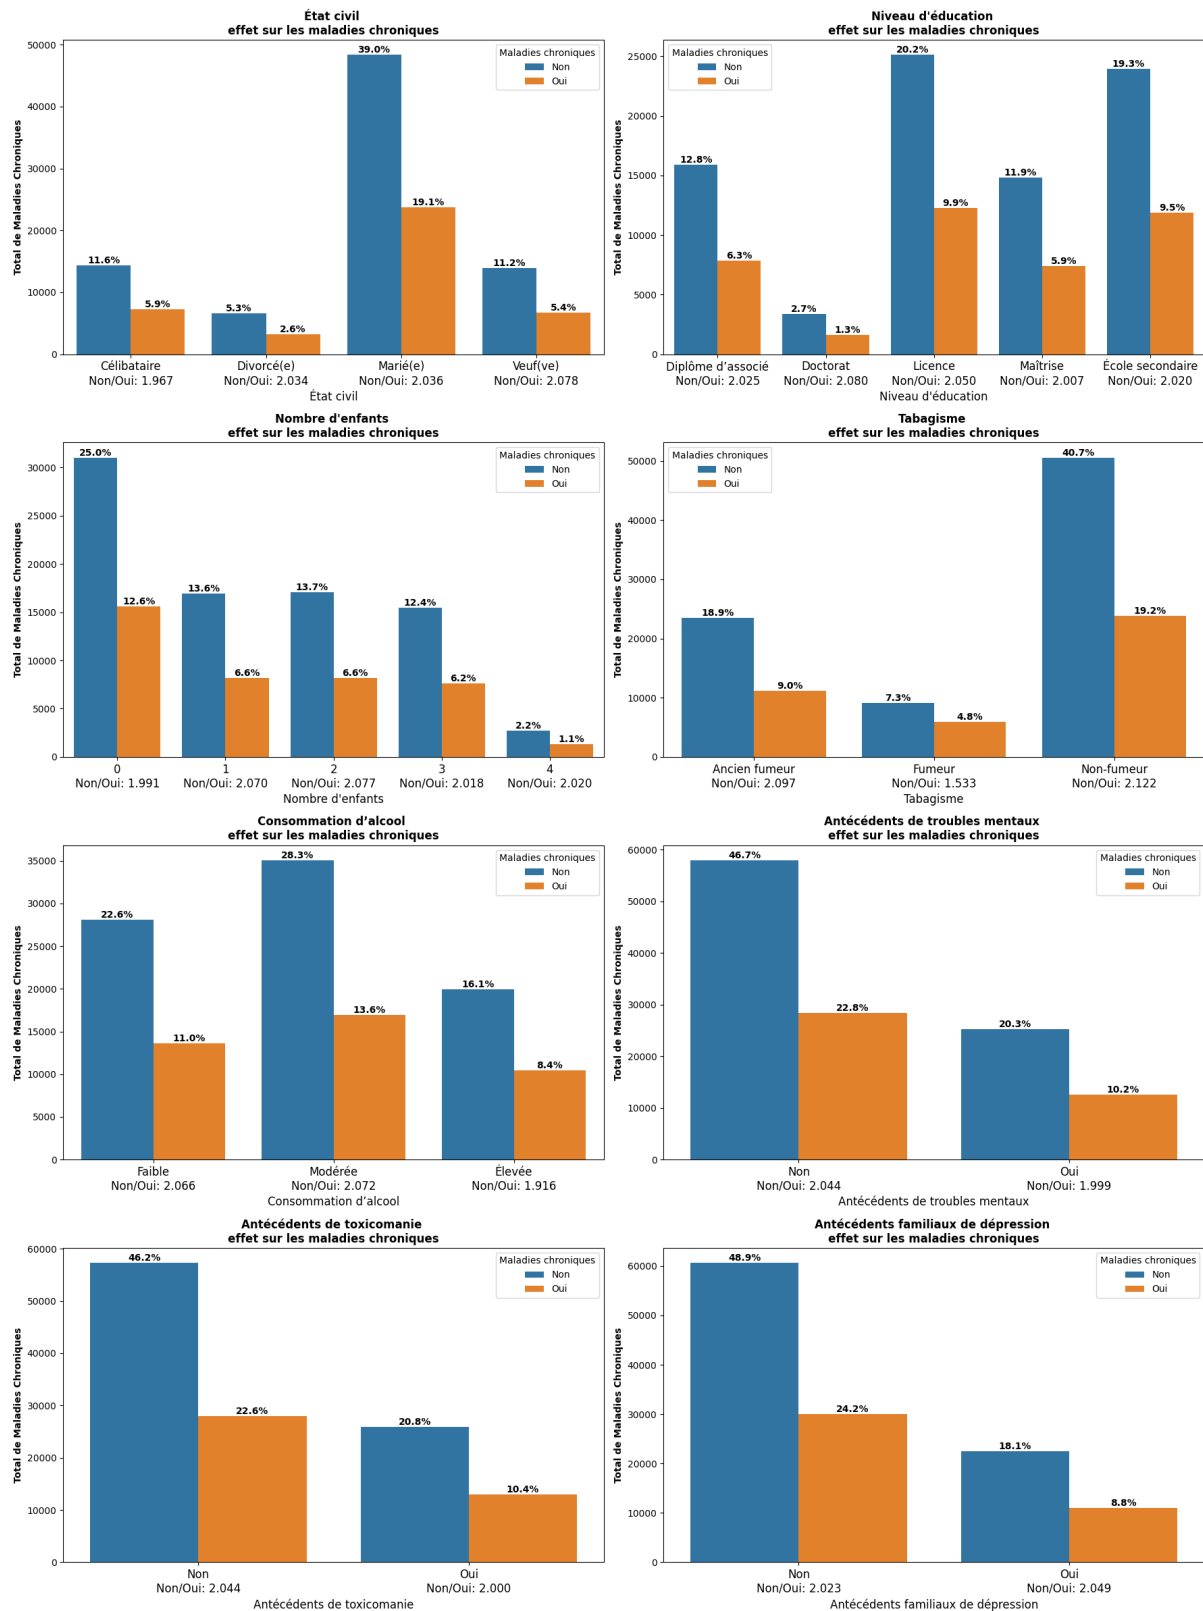 État civil
effet sur les maladies chroniques
Total de Maladies Chroniques
50000
40000
30000
20000
10000
0
Maladies chroniques
Non
Oui
11.6%
5.9%
5.3%
2.6%
39.0%
19.1%
11.2%
5.4%
Célibataire
Non/Oui: 1.967
Divorcé(e)
Non/Oui: 2.034
Marié(e)
Non/Oui: 2.036
Veuf(ve)
Non/Oui: 2.078
État civil
Niveau d'éducation
effet sur les maladies chroniques
Total de Maladies Chroniques
25000
20000
15000
10000
5000
0
Maladies chroniques
Non
Oui
12.8%
6.3%
2.7%
1.3%
20.2%
9.9%
11.9%
5.9%
19.3%
9.5%
Diplôme d’associé
Non/Oui: 2.025
Doctorat
Non/Oui: 2.080
Licence
Non/Oui: 2.050
Maîtrise
Non/Oui: 2.007
École secondaire
Non/Oui: 2.020
Niveau d'éducation
Nombre d'enfants
effet sur les maladies chroniques
Total de Maladies Chroniques
30000
25000
20000
15000
10000
5000
0
Maladies chroniques
Non
Oui
25.0%
12.6%
13.6%
6.6%
13.7%
6.6%
12.4%
6.2%
2.2%
1.1%
0
Non/Oui: 1.991
1
Non/Oui: 2.070
2
Non/Oui: 2.077
3
Non/Oui: 2.018
4
Non/Oui: 2.020
Nombre d'enfants
Tabagisme
effet sur les maladies chroniques
Total de Maladies Chroniques
50000
40000
30000
20000
10000
0
Maladies chroniques
Non
Oui
18.9%
9.0%
7.3%
4.8%
40.7%
19.2%
Ancien fumeur
Non/Oui: 2.097
Fumeur
Non/Oui: 1.533
Non-fumeur
Non/Oui: 2.122
Tabagisme
Consommation d’alcool
effet sur les maladies chroniques
Total de Maladies Chroniques
35000
30000
25000
20000
15000
10000
5000
0
Maladies chroniques
Non
Oui
22.6%
11.0%
28.3%
13.6%
16.1%
8.4%
Faible
Non/Oui: 2.066
Modérée
Non/Oui: 2.072
Élevée
Non/Oui: 1.916
Consommation d’alcool
Antécédents de troubles mentaux
effet sur les maladies chroniques
Total de Maladies Chroniques
60000
50000
40000
30000
20000
10000
0
Maladies chroniques
Non
Oui
46.7%
22.8%
20.3%
10.2%
Non
Non/Oui: 2.044
Oui
Non/Oui: 1.999
Antécédents de troubles mentaux
Antécédents de toxicomanie
effet sur les maladies chroniques
Total de Maladies Chroniques
60000
50000
40000
30000
20000
10000
0
Maladies chroniques
Non
Oui
46.2%
22.6%
20.8%
10.4%
Non
Non/Oui: 2.044
Oui
Non/Oui: 2.000
Antécédents de toxicomanie
Antécédents familiaux de dépression
effet sur les maladies chroniques
Total de Maladies Chroniques
60000
50000
40000
30000
20000
10000
0
Maladies chroniques
Non
Oui
48.9%
24.2%
18.1%
8.8%
Non
Non/Oui: 2.023
Oui
Non/Oui: 2.049
Antécédents familiaux de dépression